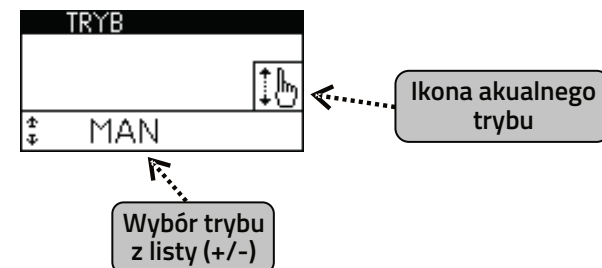 TRYB
Ikona akualnego
trybu
MAN
Wybór trybu
z listy (+/-)